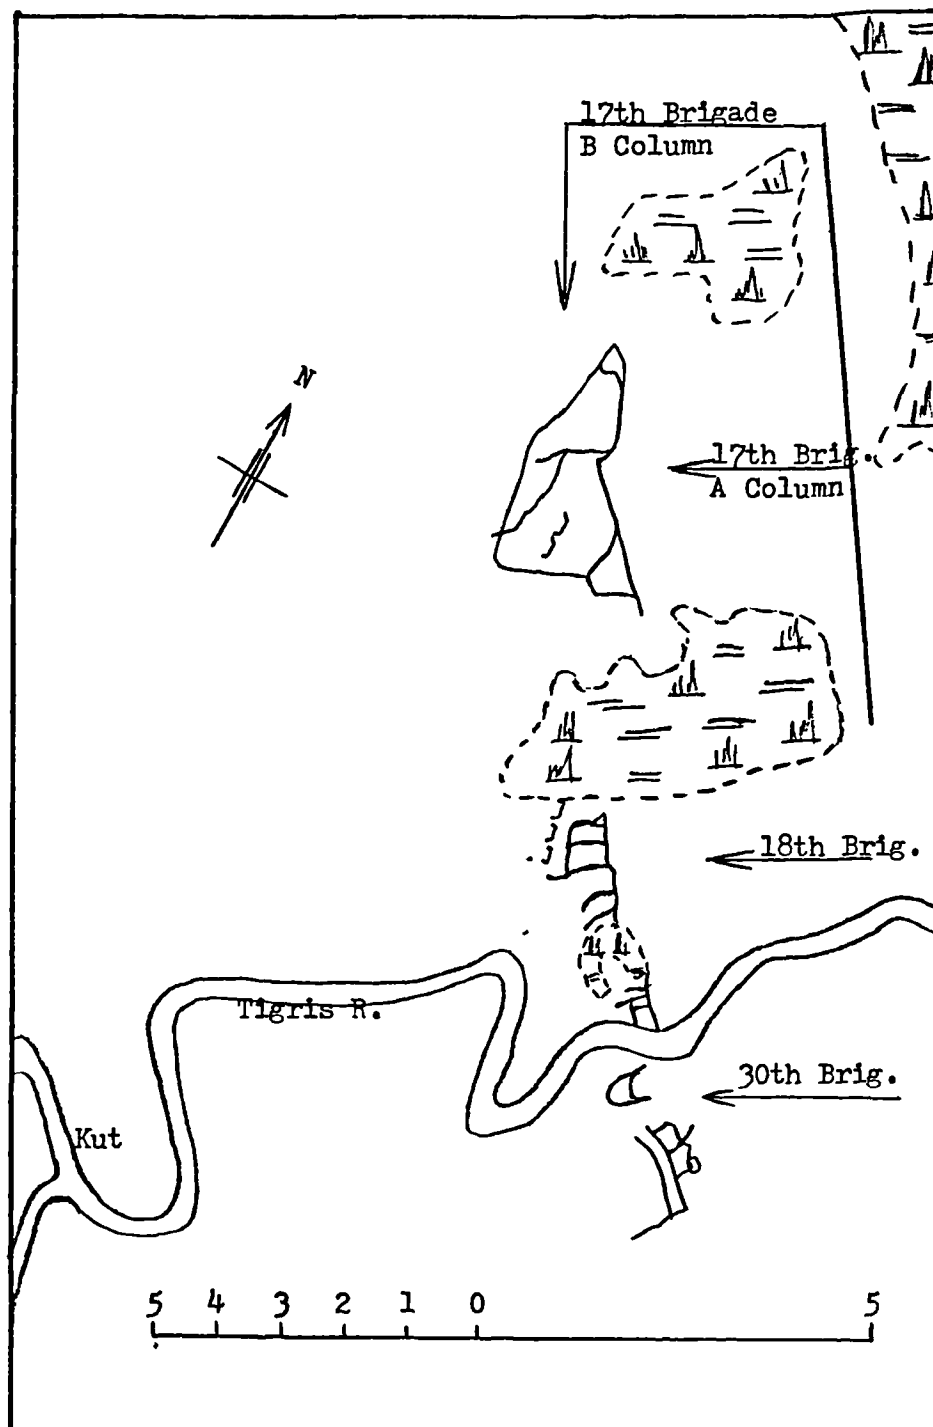 17th Brigade
B Column
N
17th Brig.
A Column
18th Brig.
Tigris R.
30th Brig.
Kut
5 4 3 2 1 0 5